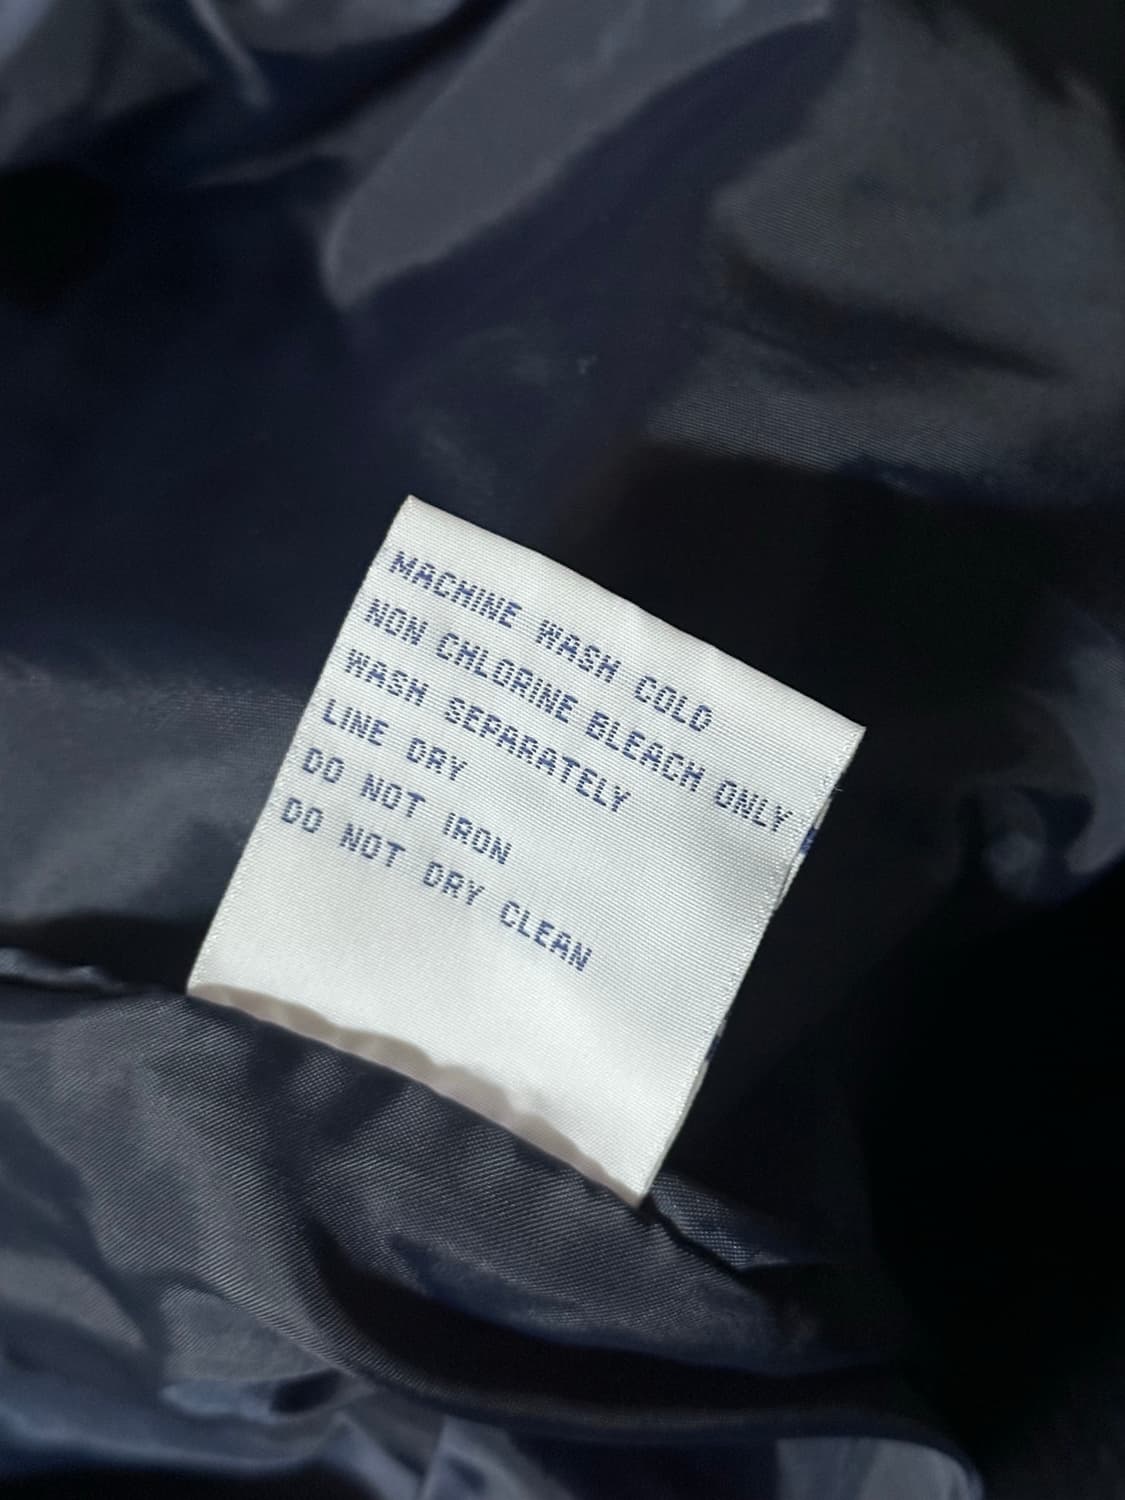 MACHINE WASH COLD
NON CHLORINE BLEACH ONLY
WASH SEPARATELY
LINE DRY
DO NOT IRON
DO NOT DRY CLEAN